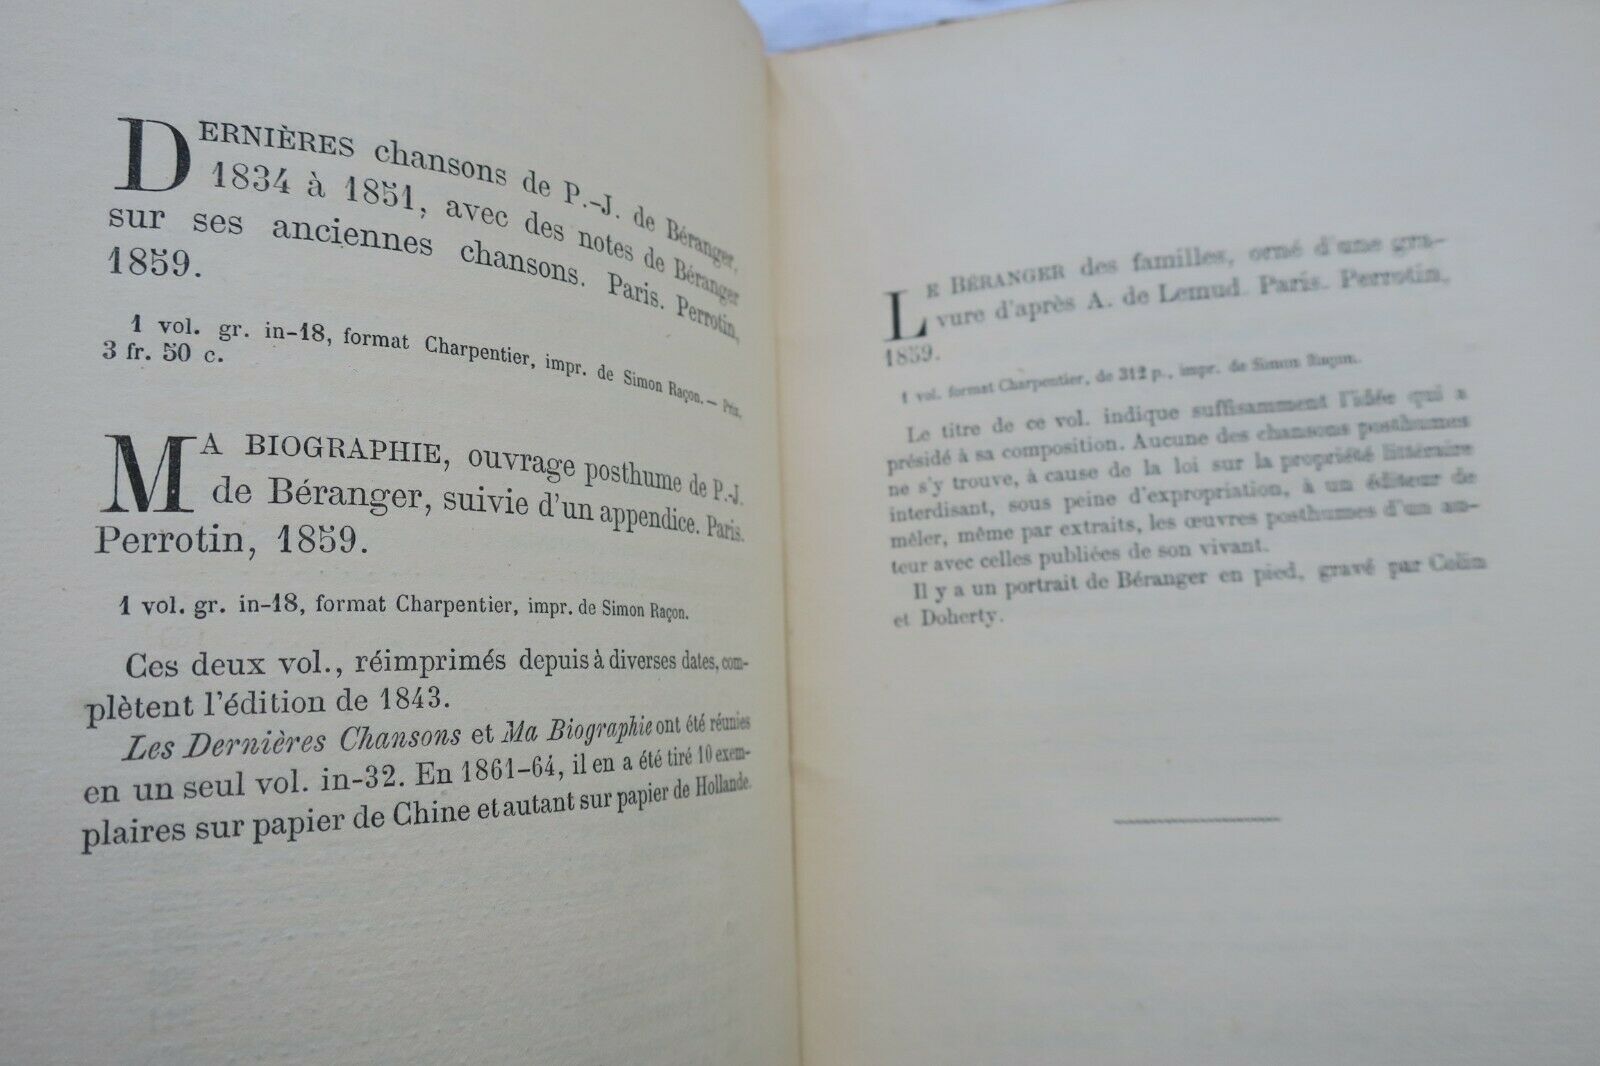 DERNIÈRES chansons de P.-J. de Béranger,
1834 à 1851, avec des notes de Béranger
sur ses anciennes chansons. Paris. Perrotin,
1859.
1 vol. gr. in-18, format Charpentier, impr. de Simon Raçon. — Prix.
3 fr. 50 c.
MA BIOGRAPHIE, ouvrage posthume de P.-J.
de Béranger, suivie d'un appendice. Paris.
Perrotin, 1859.
1 vol. gr. in-18, format Charpentier, impr. de Simon Raçon.
Ces deux vol., réimprimés depuis à diverses dates, com-
plètent l'édition de 1843.
Les Dernières Chansons et Ma Biographie ont été réunies
en un seul vol. in-32. En 1861-64, il en a été tiré 10 exem-
plaires sur papier de Chine et autant sur papier de Hollande.
LE BÉRANGER des familles, orné d'une gra-
vure d'après A. de Lemud. Paris. Perrotin,
1859.
1 vol. format Charpentier, de 312 p., impr. de Simon Raçon.
Le titre de ce vol. indique suffisamment l'idée qui a
présidé à sa composition. Aucune des chansons posthumes
ne s'y trouve, à cause de la loi sur la propriété littéraire
interdisant, sous peine d'expropriation, à un éditeur de
mêler, même par extraits, les œuvres posthumes d'un au-
teur avec celles publiées de son vivant.
Il y a un portrait de Béranger en pied, gravé par Colin
et Doherty.